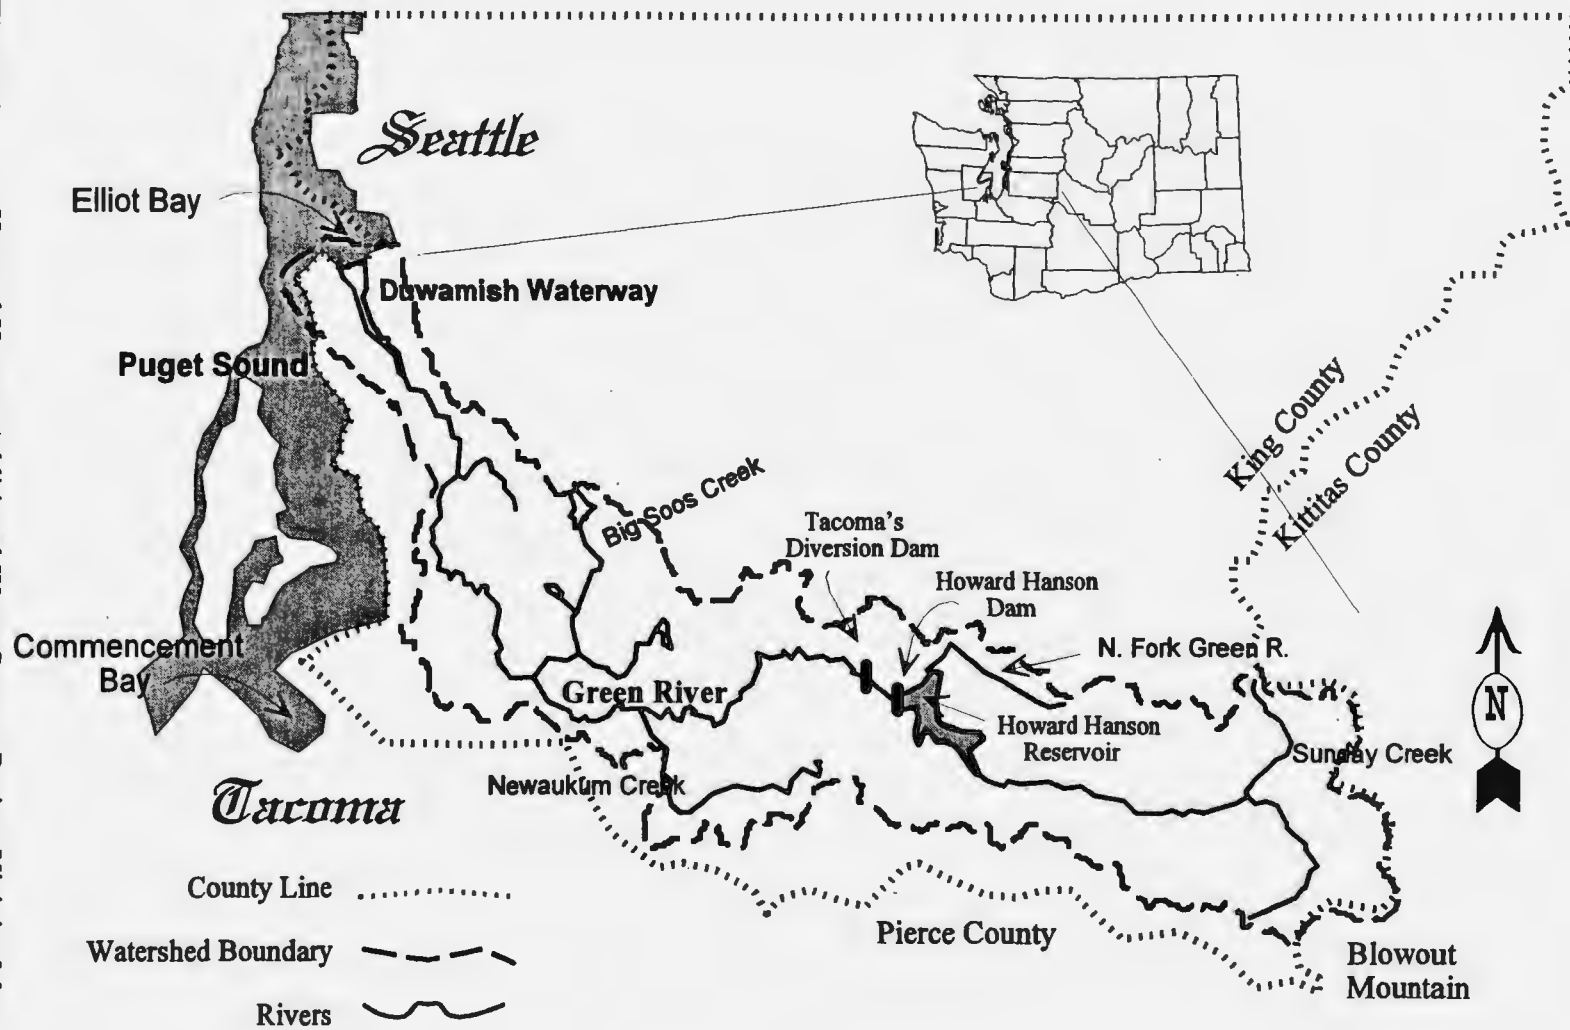 Seattle
Elliot Bay
Duwamish Waterway
Puget Sound
King County
Kittitas County
Big Soos Creek
Tacoma's
Diversion Dam
Howard Hanson
Dam
N. Fork Green R.
Commencement
Bay
Green River
Howard Hanson
Reservoir
Sunday Creek
N
Newaukum Creek
Tacoma
County Line
Pierce County
Watershed Boundary
Blowout
Mountain
Rivers